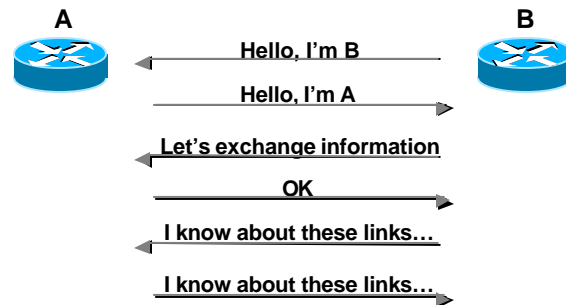 A
B
Hello, I'm B
Hello, I'm A
Let's exchange information
OK
I know about these links…
I know about these links…